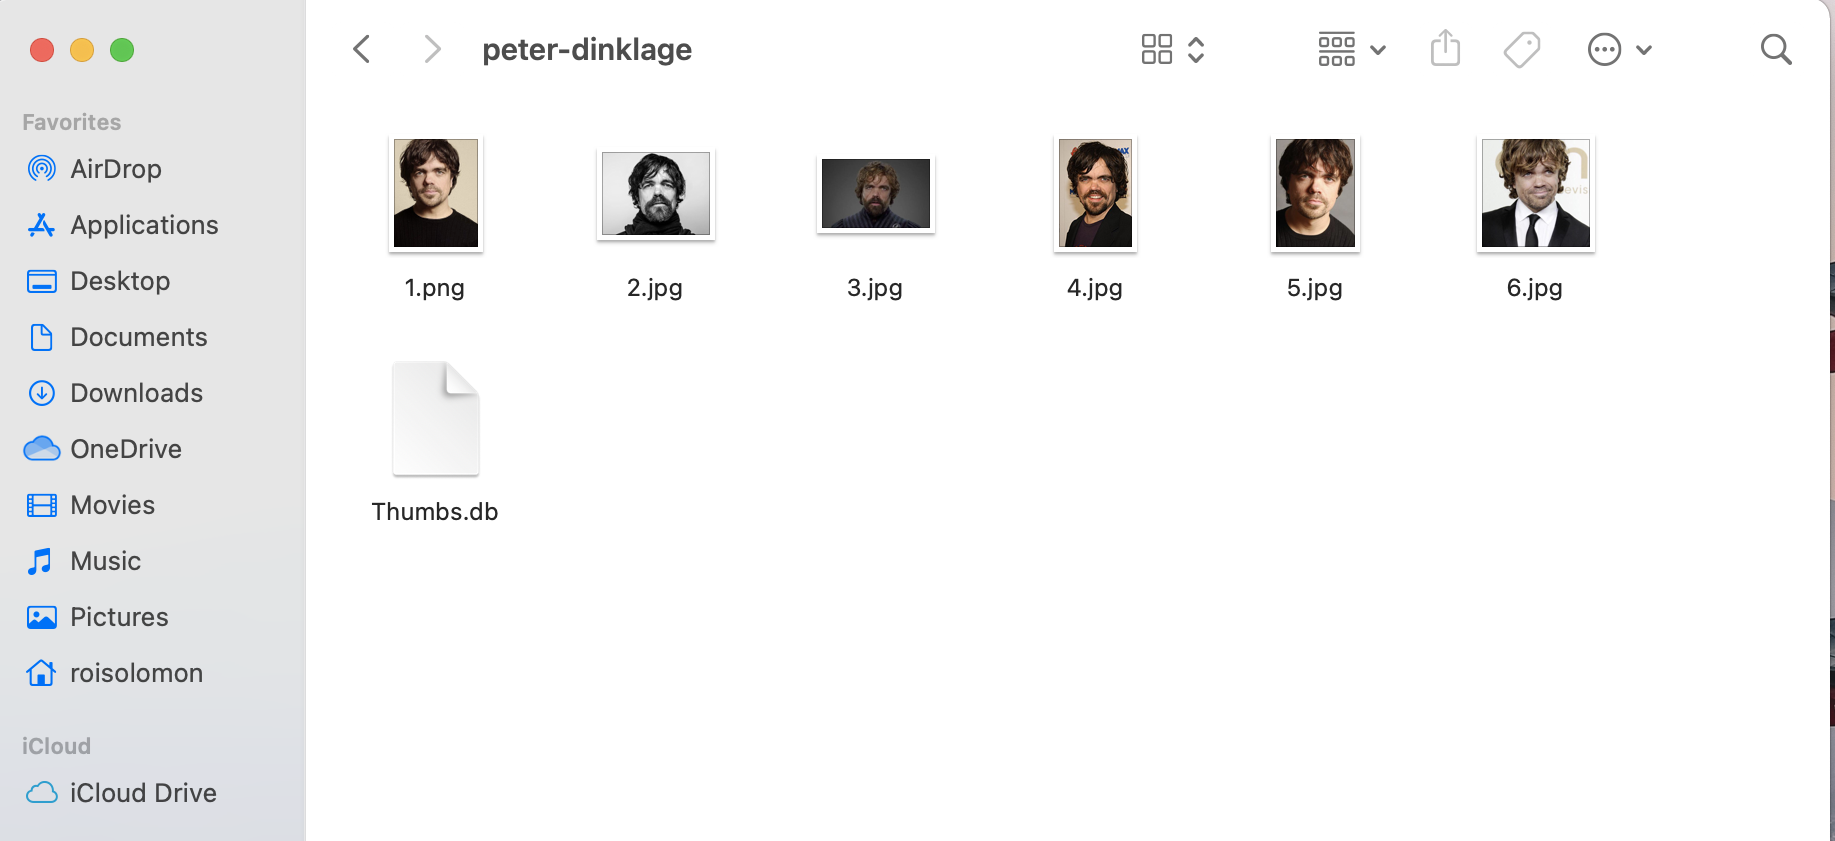 peter-dinklage
Favorites
AirDrop
Applications
Desktop
Documents
Downloads
OneDrive
Movies
Music
Pictures
roisolomon
iCloud
iCloud Drive
1.png
2.jpg
3.jpg
4.jpg
5.jpg
6.jpg
Thumbs.db